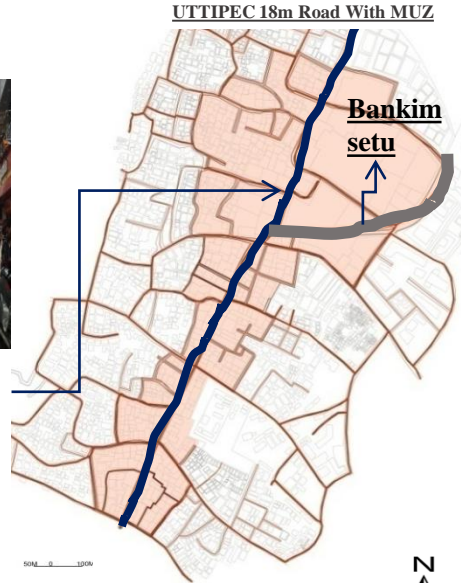 UTTIPEC 18m Road With MUZ
Bankim
setu
50M 0 100M
N